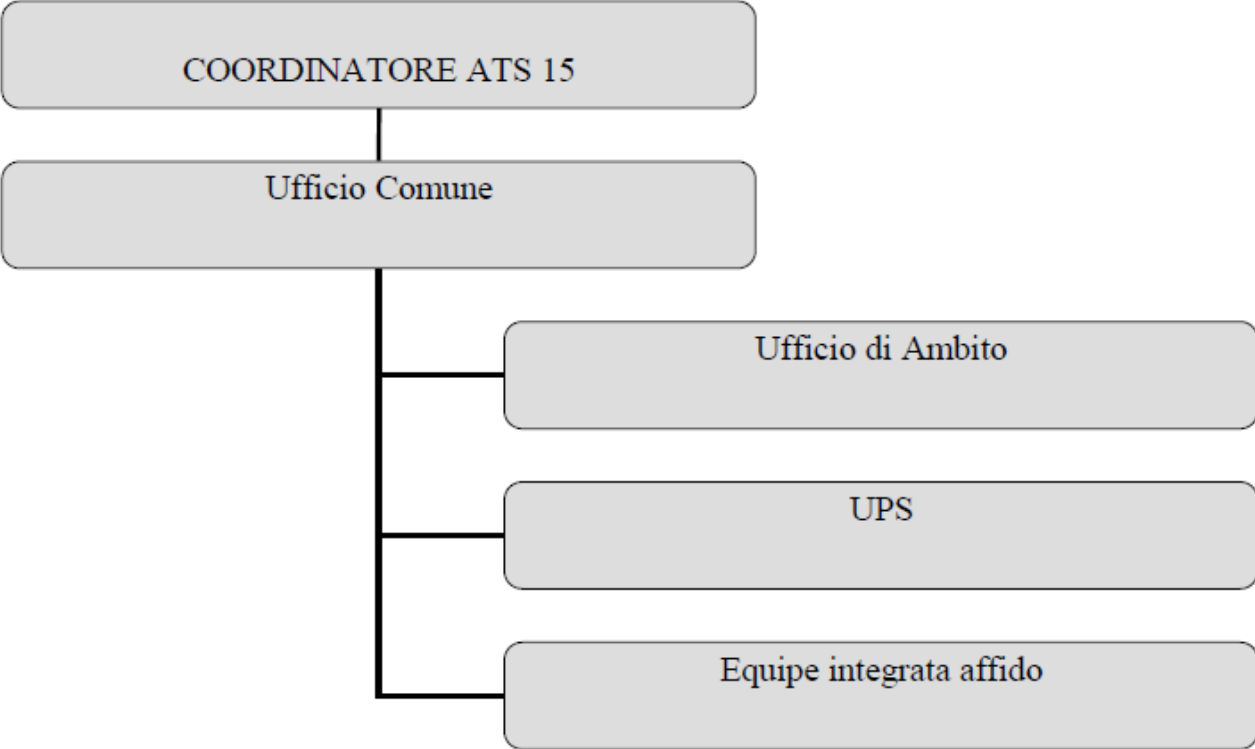 COORDINATORE ATS 15
Ufficio Comune
Ufficio di Ambito
UPS
Equipe integrata affido